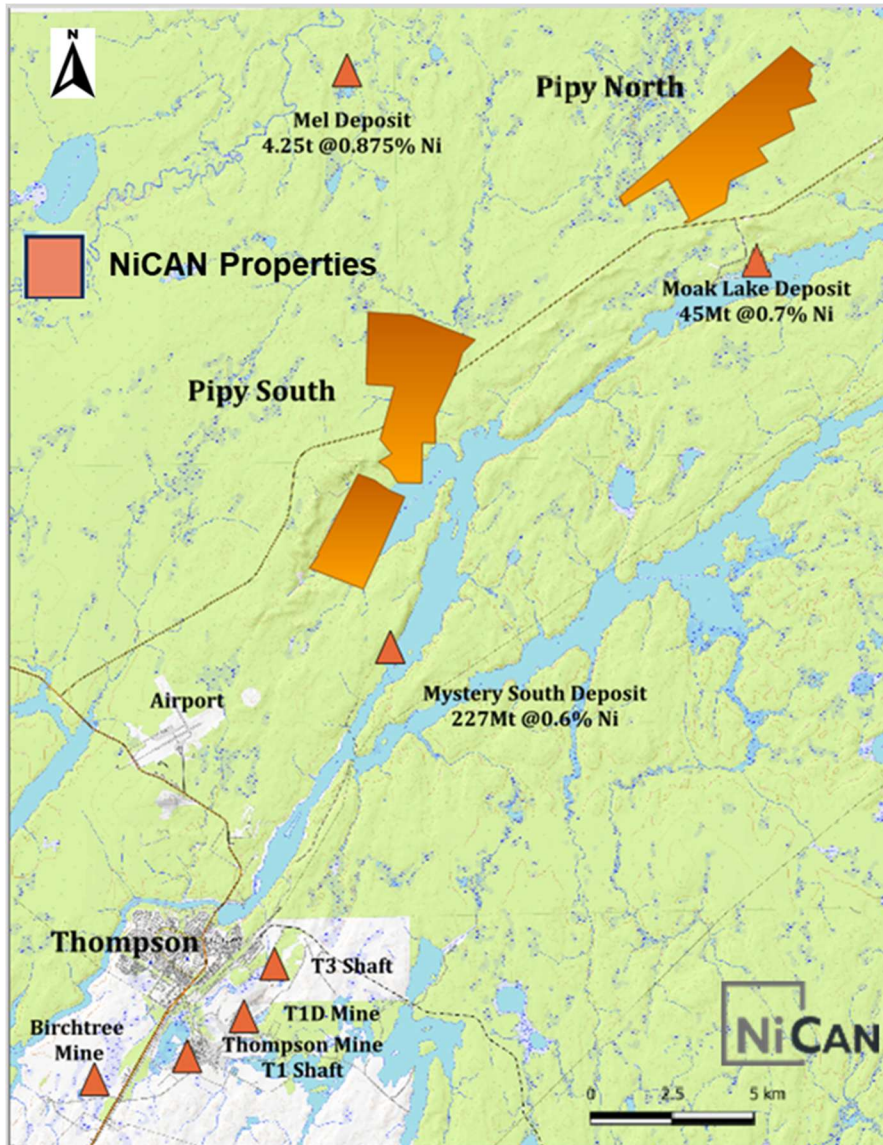 N
Mel Deposit
4.25t @0.875% Ni
Pipy North
NiCAN Properties
Moak Lake Deposit
45Mt @0.7% Ni
Pipy South
Mystery South Deposit
227Mt @0.6% Ni
Airport
Thompson
T3 Shaft
T1D Mine
Birchtree
Mine
Thompson Mine
T1 Shaft
NiCAN
0 2.5 5 km